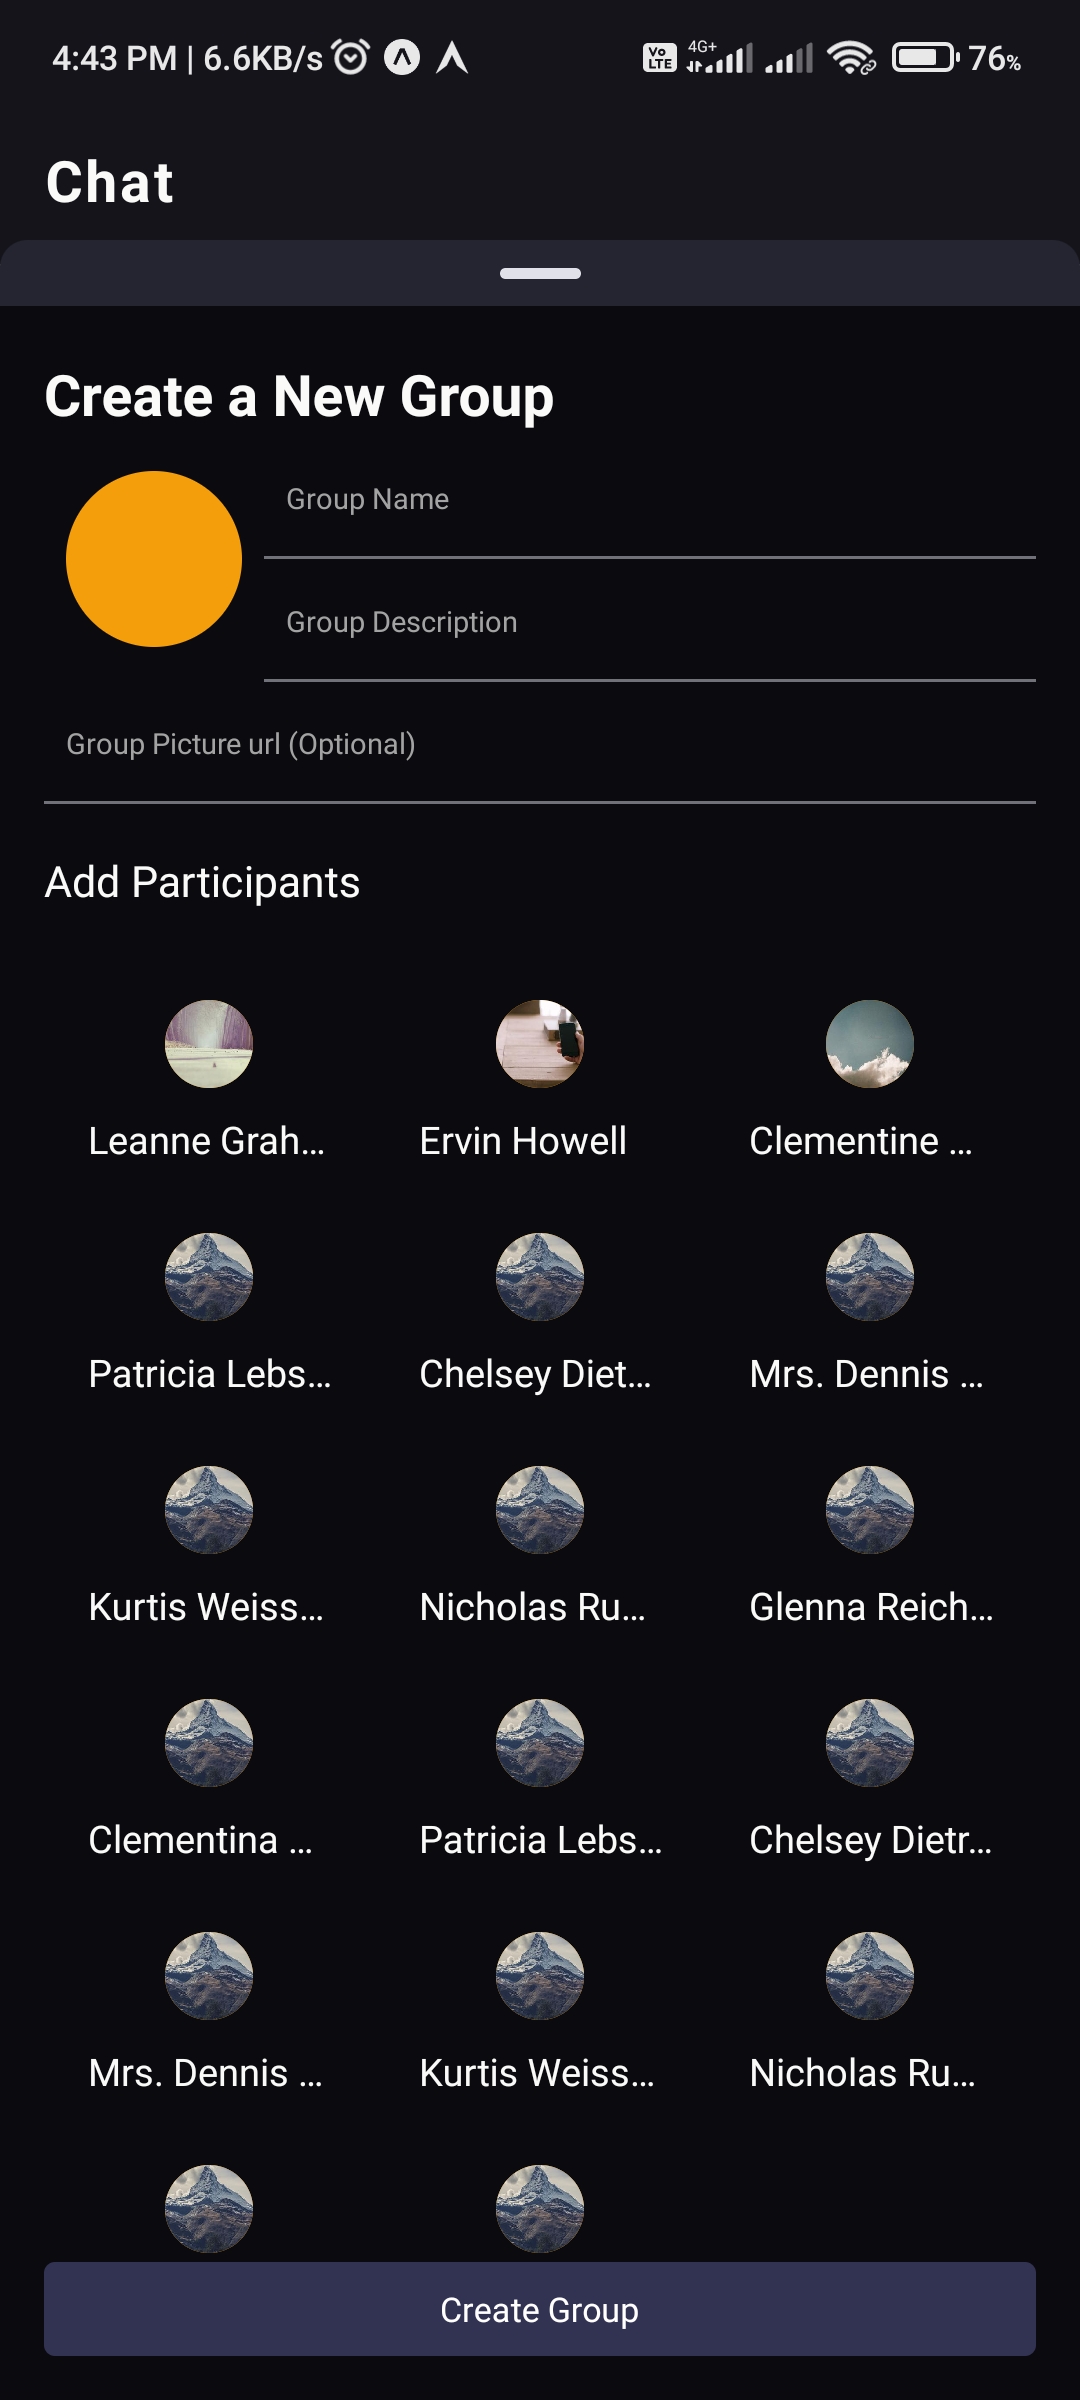 4:43 PM | 6.6KB/s Vo LTE 4G+ 76%
Chat
Create a New Group
Group Name
Group Description
Group Picture url (Optional)
Add Participants
Leanne Grah... Ervin Howell Clementine ...
Patricia Lebs... Chelsey Diet... Mrs. Dennis ...
Kurtis Weiss... Nicholas Ru... Glenna Reich...
Clementina ... Patricia Lebs... Chelsey Dietr...
Mrs. Dennis ... Kurtis Weiss... Nicholas Ru...
Create Group